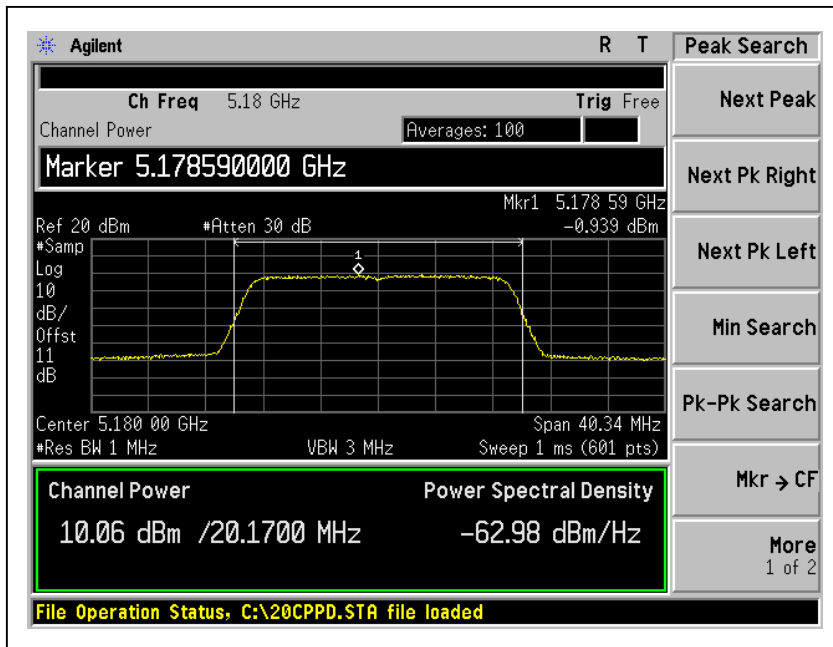 Agilent R T
Peak Search
Ch Freq 5.18 GHz Trig Free
Channel Power Averages: 100
Marker 5.178590000 GHz
Mkr1 5.178 59 GHz
Ref 20 dBm #Atten 30 dB -0.939 dBm
#Samp
Log
10
dB/
Offst
11
dB
1
Center 5.180 00 GHz Span 40.34 MHz
#Res BW 1 MHz VBW 3 MHz Sweep 1 ms (601 pts)
Channel Power Power Spectral Density
10.06 dBm /20.1700 MHz -62.98 dBm/Hz
File Operation Status, C:\20CPPD.STA file loaded
Next Peak
Next Pk Right
Next Pk Left
Min Search
Pk-Pk Search
Mkr → CF
More
1 of 2